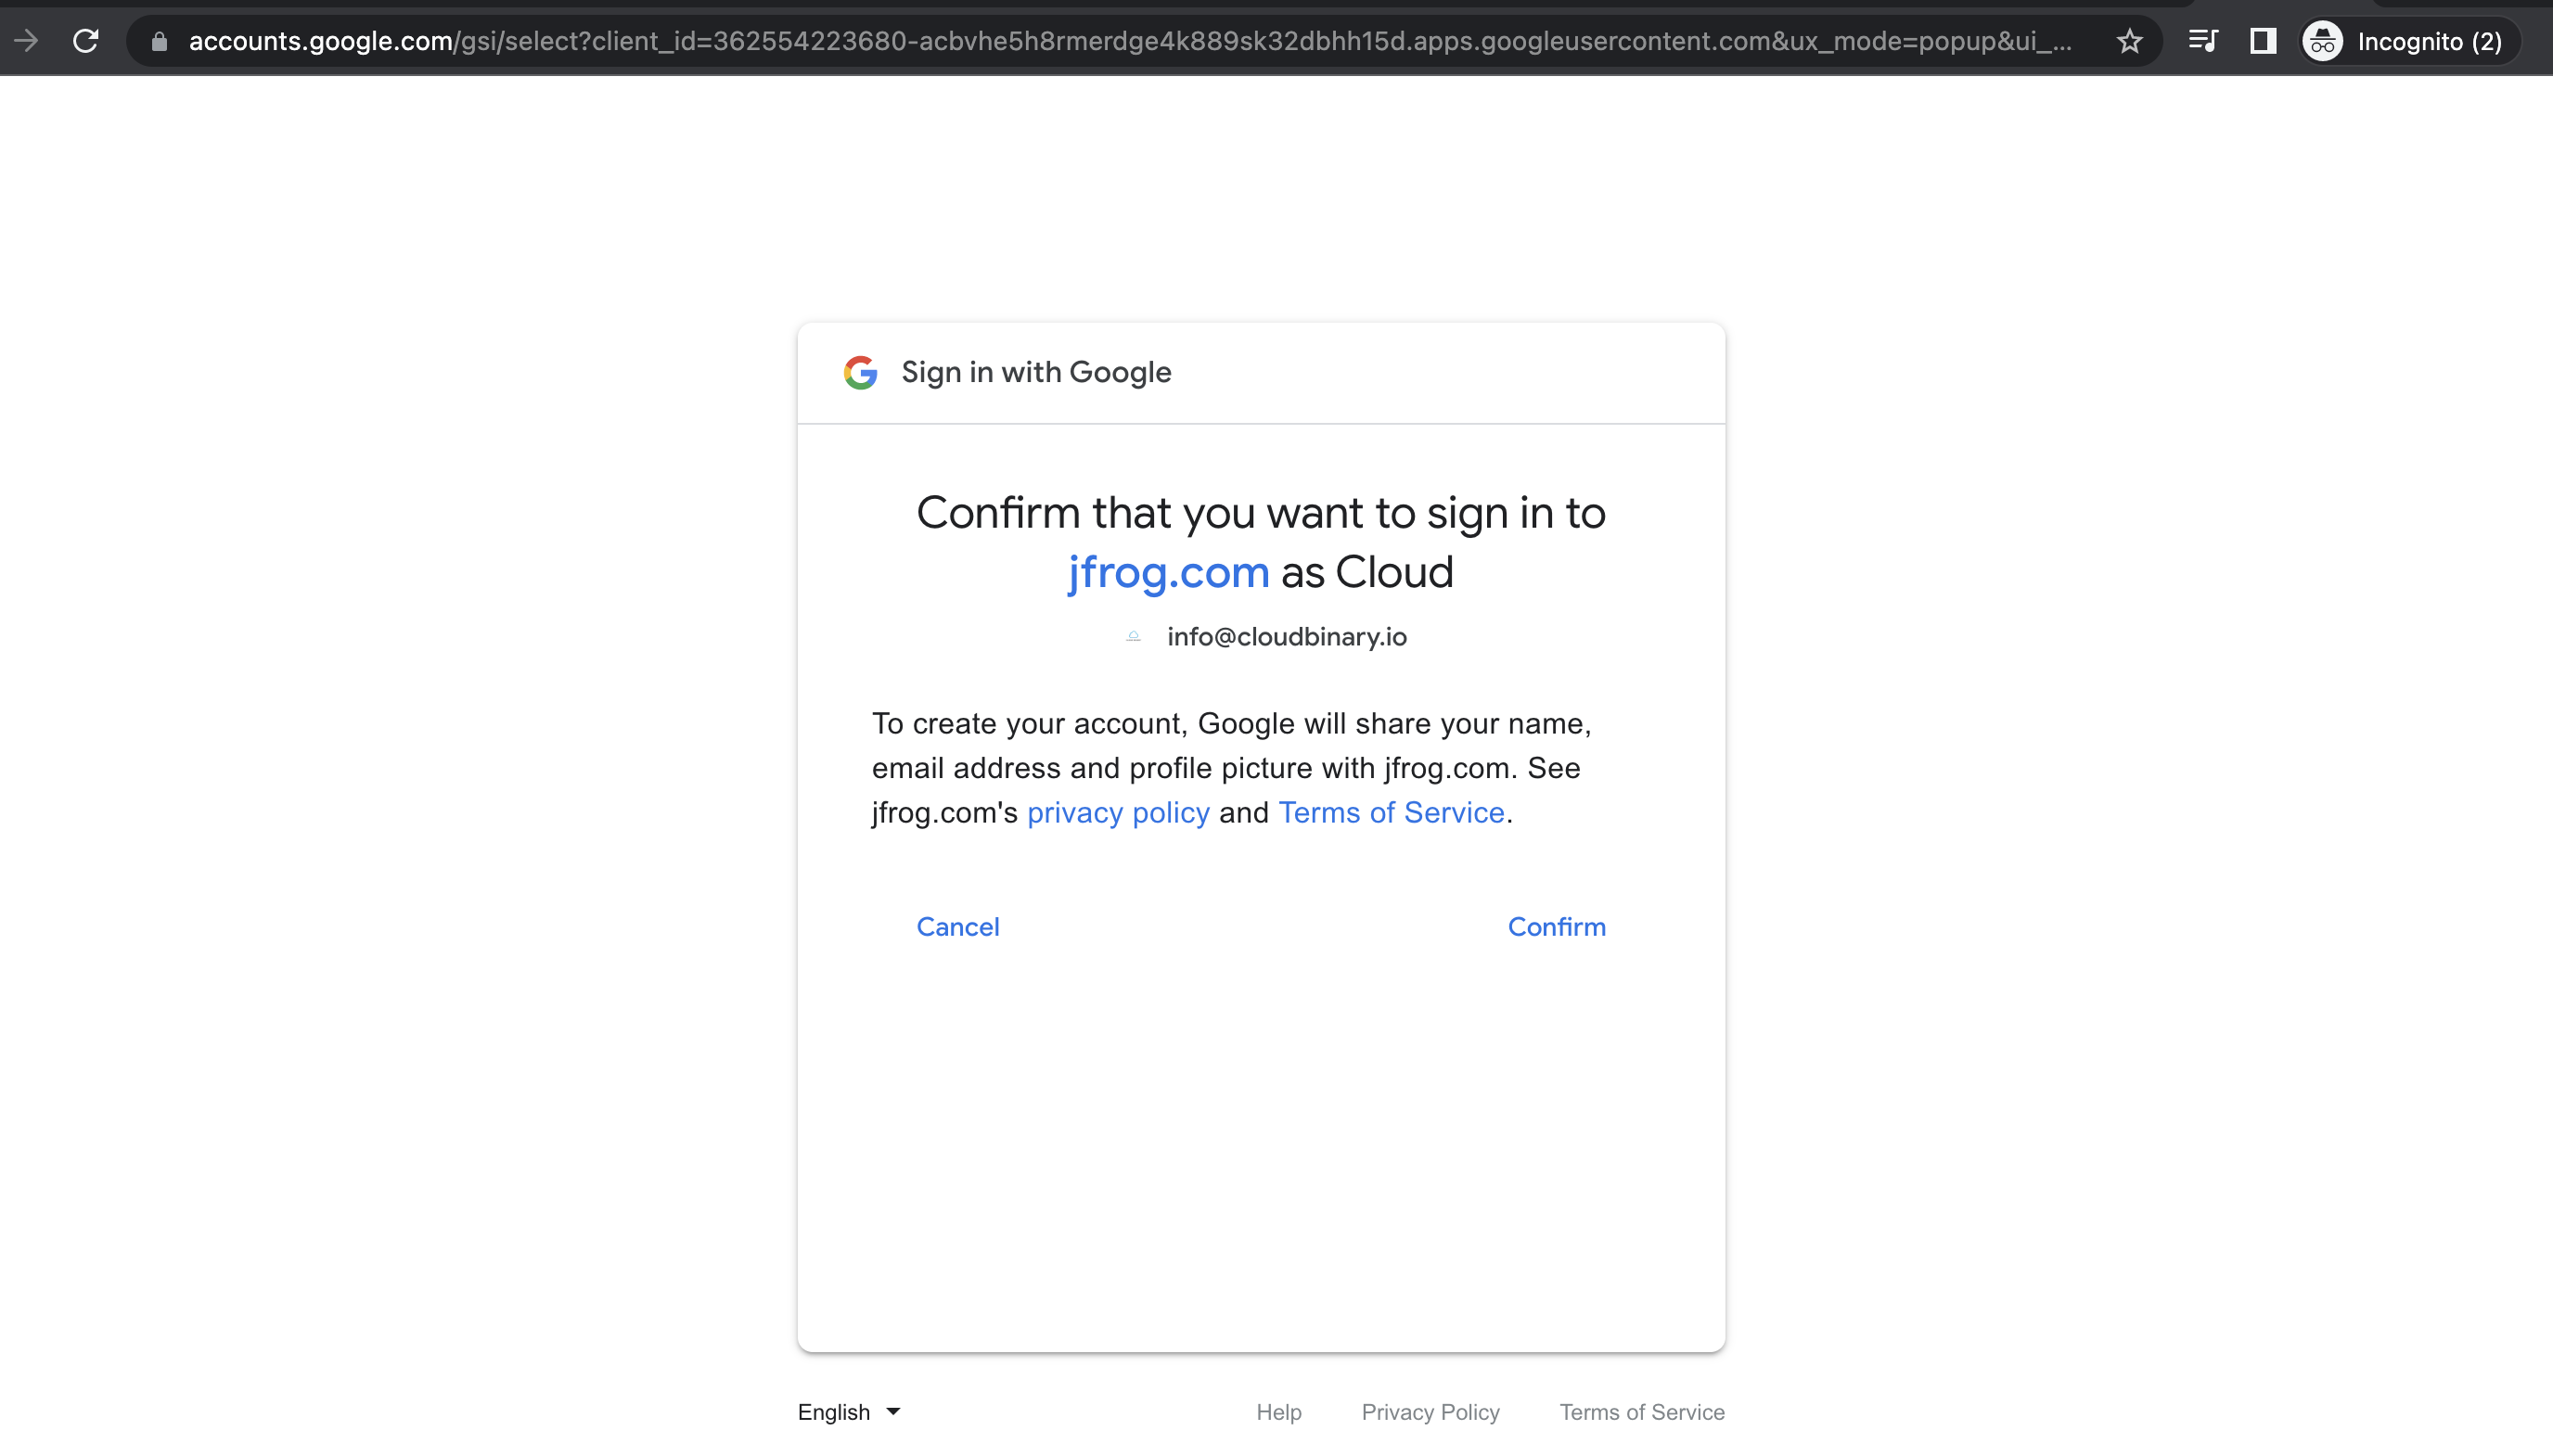 accounts.google.com/gsi/select?client_id=362554223680-acbvhe5h8rmerdge4k889sk32dbhh15d.apps.googleusercontent.com&ux_mode=popup&ui_...
Incognito (2)
Sign in with Google
Confirm that you want to sign in to
jfrog.com as Cloud
info@cloudbinary.io
To create your account, Google will share your name,
email address and profile picture with jfrog.com. See
jfrog.com's privacy policy and Terms of Service.
Cancel Confirm
English Help Privacy Policy Terms of Service